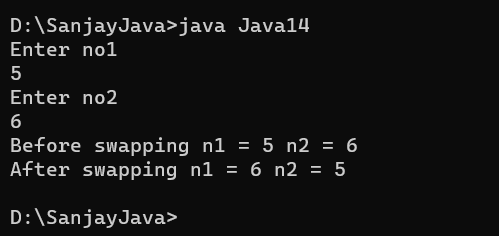 D:\SanjayJava>java Java14
Enter no1
5
Enter no2
6
Before swapping n1 = 5 n2 = 6
After swapping n1 = 6 n2 = 5
D:\SanjayJava>